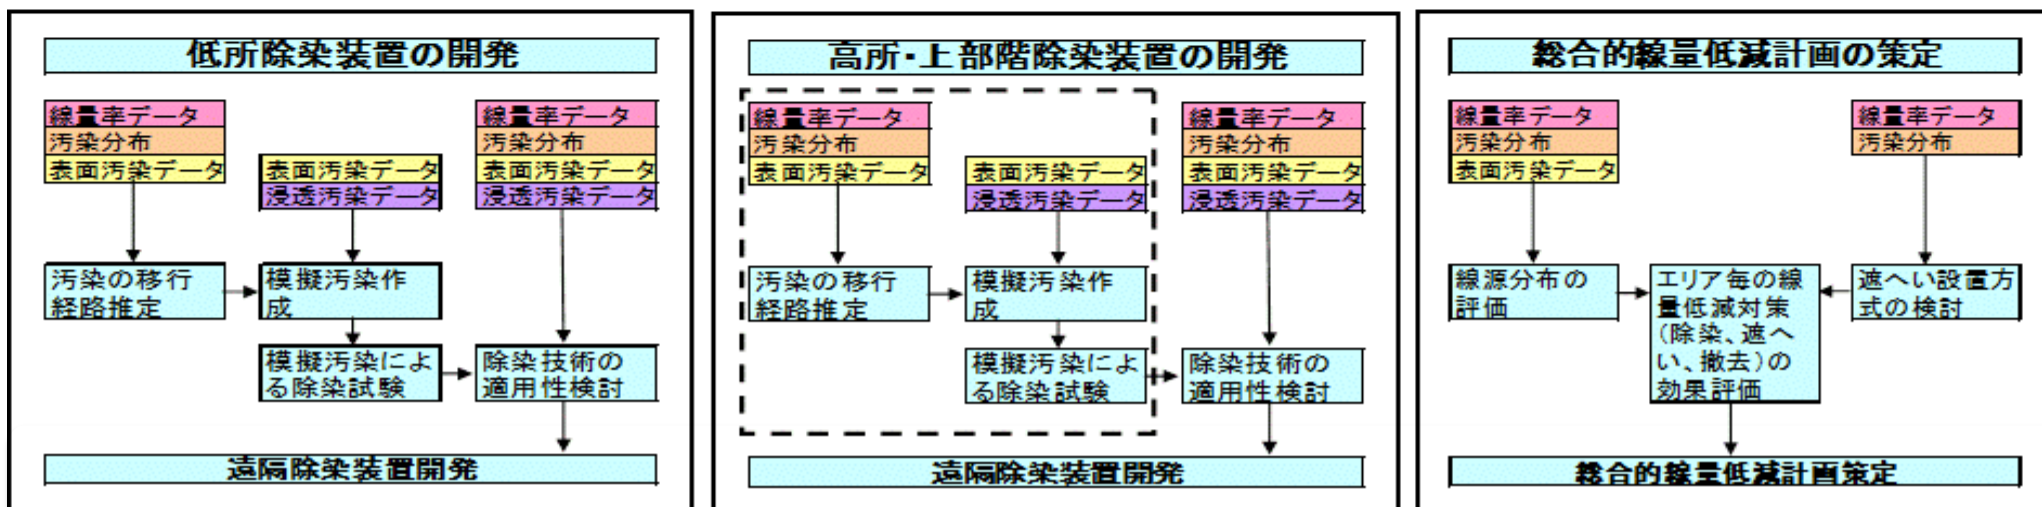 低所除染装置の開発
線量率データ
汚染分布
表面汚染データ
表面汚染データ
浸透汚染データ
線量率データ
汚染分布
表面汚染データ
浸透汚染データ
汚染の移行
経路推定
模擬汚染作
成
模擬汚染によ
る除染試験
除染技術の
適用性検討
遠隔除染装置開発
高所・上部階除染装置の開発
線量率データ
汚染分布
表面汚染データ
表面汚染データ
浸透汚染データ
線量率データ
汚染分布
表面汚染データ
浸透汚染データ
汚染の移行
経路推定
模擬汚染作
成
模擬汚染によ
る除染試験
除染技術の
適用性検討
遠隔除染装置開発
総合的線量低減計画の策定
線量率データ
汚染分布
表面汚染データ
線量率データ
汚染分布
線源分布の
評価
エリア毎の線
量低減対策
(除染、遮へ
い、撤去)の
効果評価
遮へい設置方
式の検討
総合的線量低減計画策定